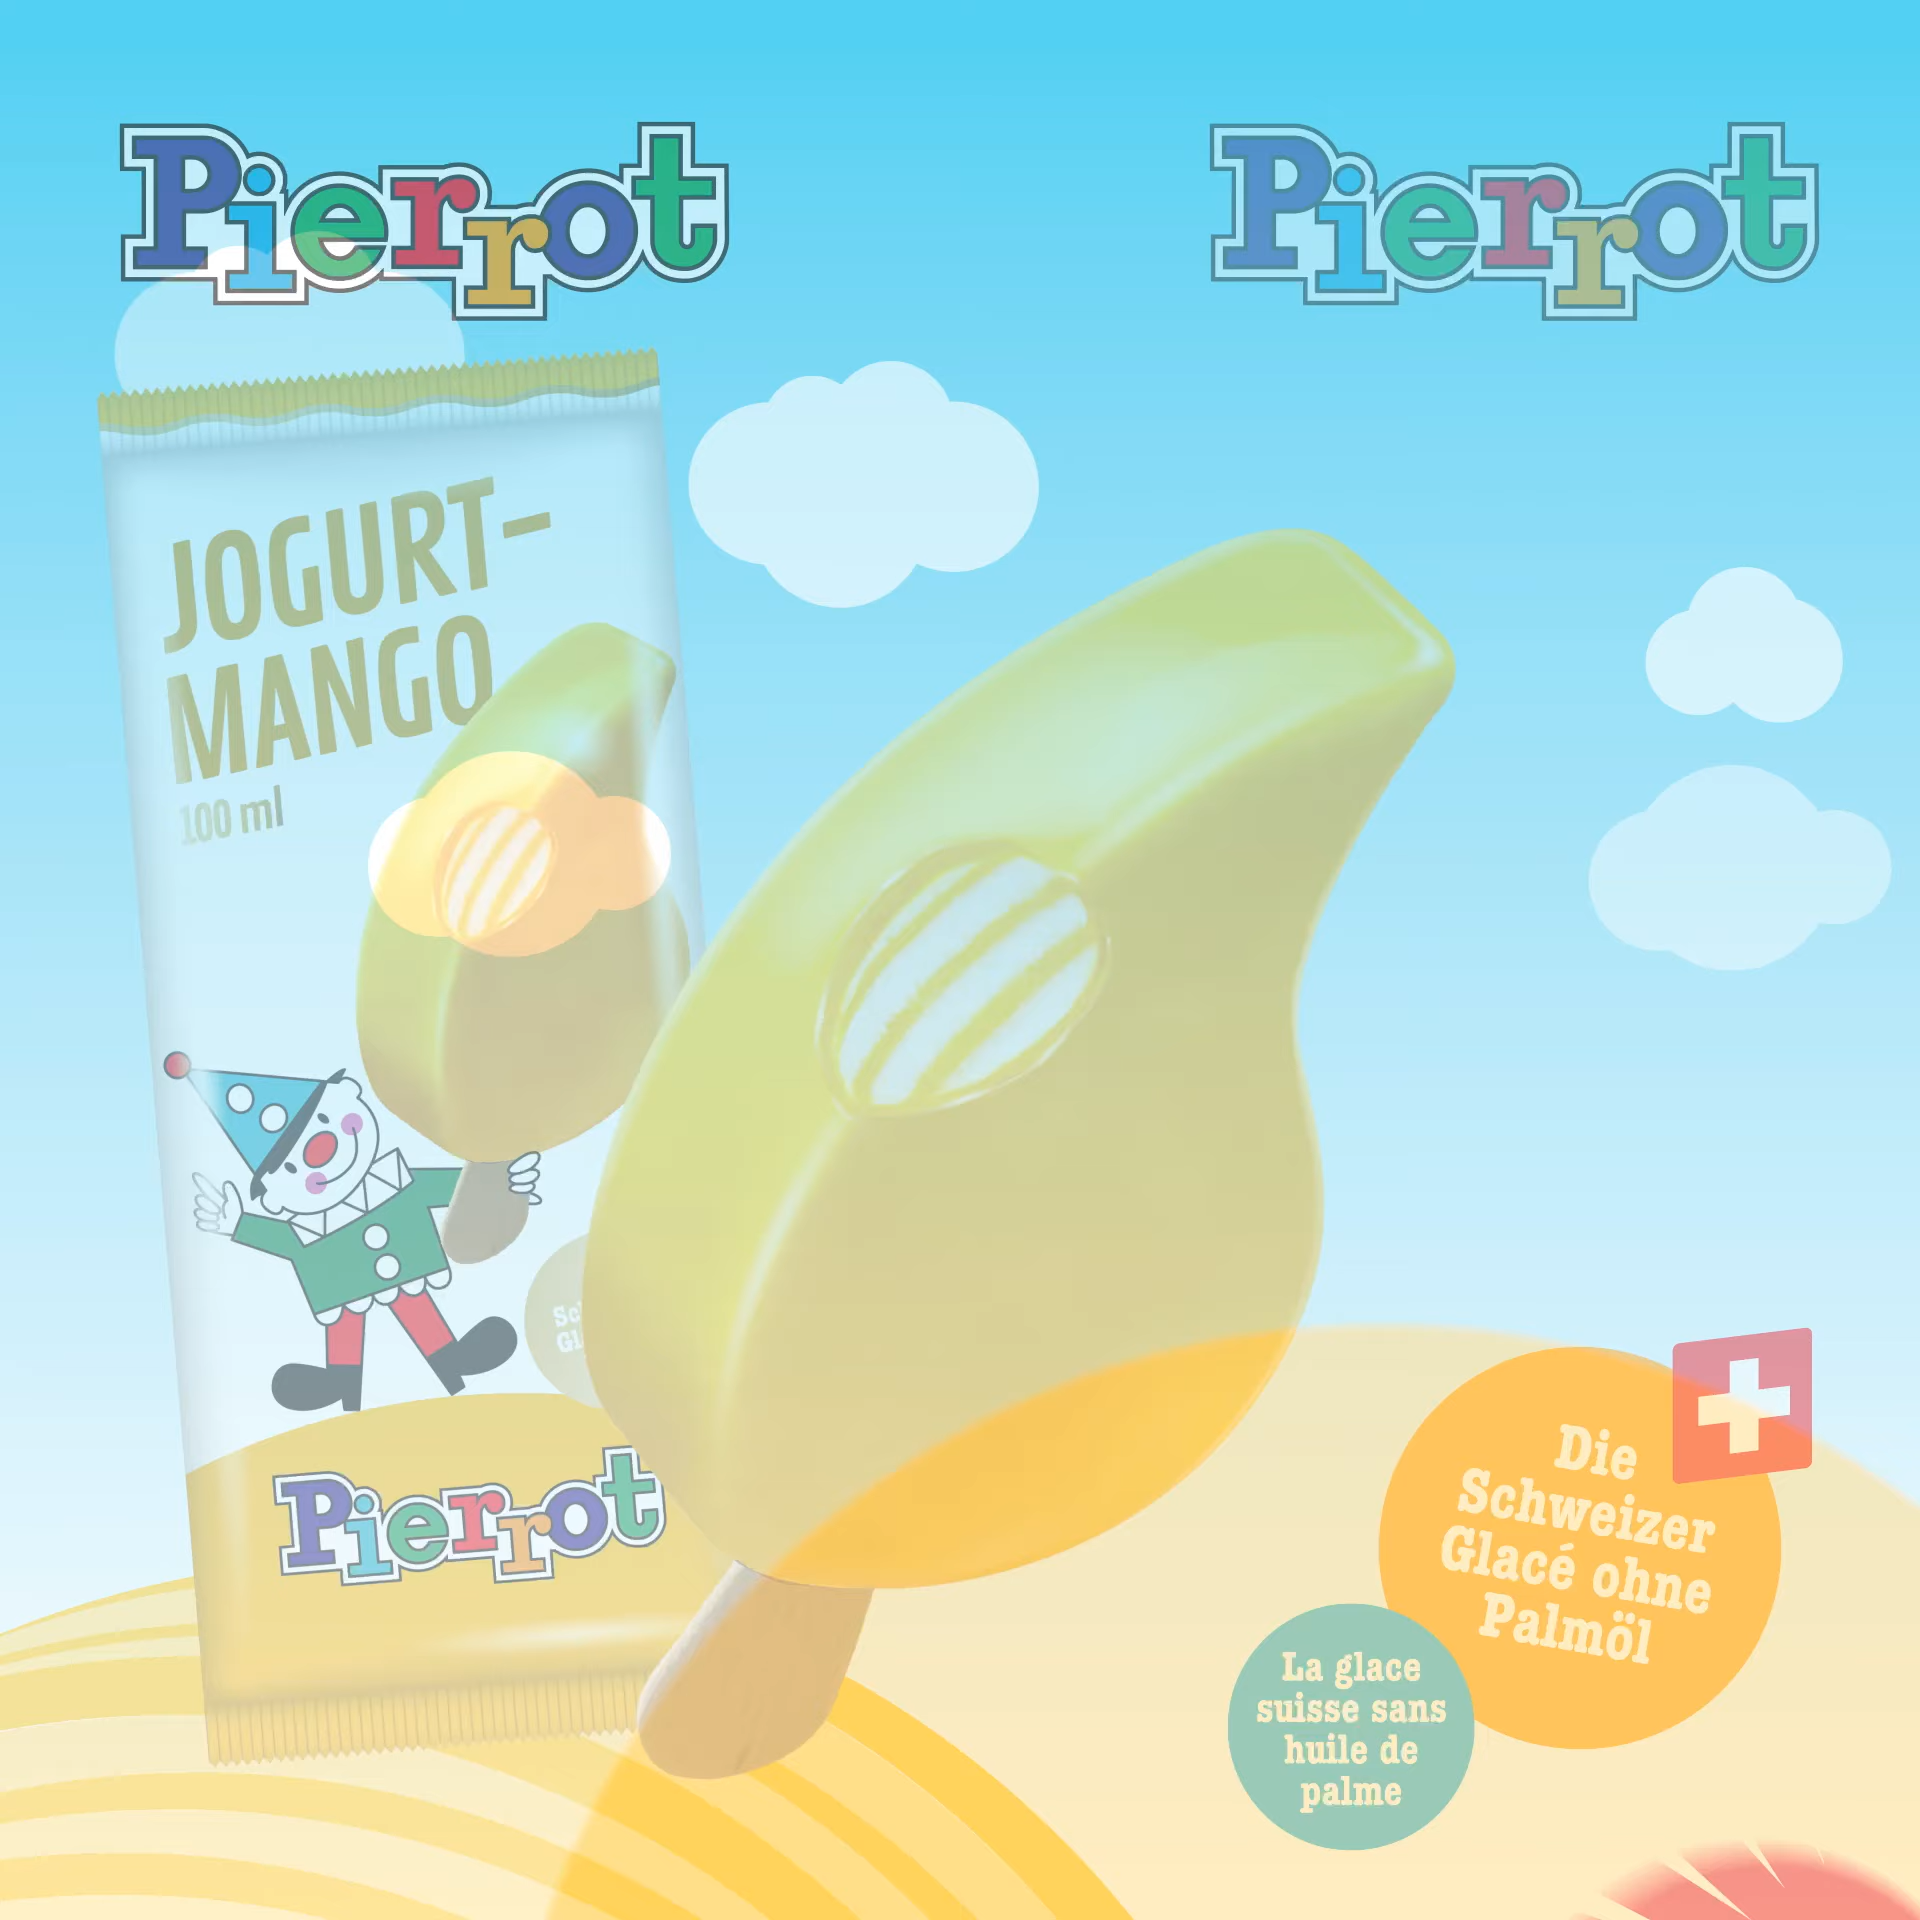 Pierrot
Pierrot
JOGURT-
MANGO
100 ml
Pierrot
Die
Schweizer
Glacé ohne
Palmöl
La glace
suisse sans
huile de
palme